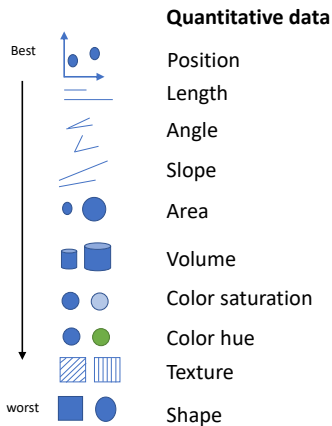 Quantitative data
Best
Position
Length
Angle
Slope
Area
Volume
Color saturation
Color hue
Texture
worst
Shape